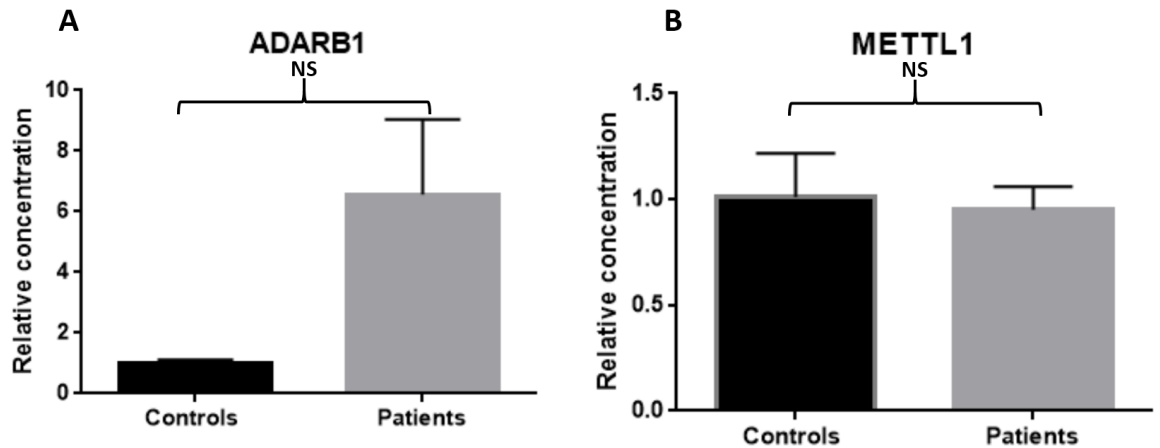 A
ADARB1
NS
Relative concentration
10
8
6
4
2
0
Controls Patients
B
METTL1
NS
Relative concentration
1.5
1.0
0.5
0.0
Controls Patients